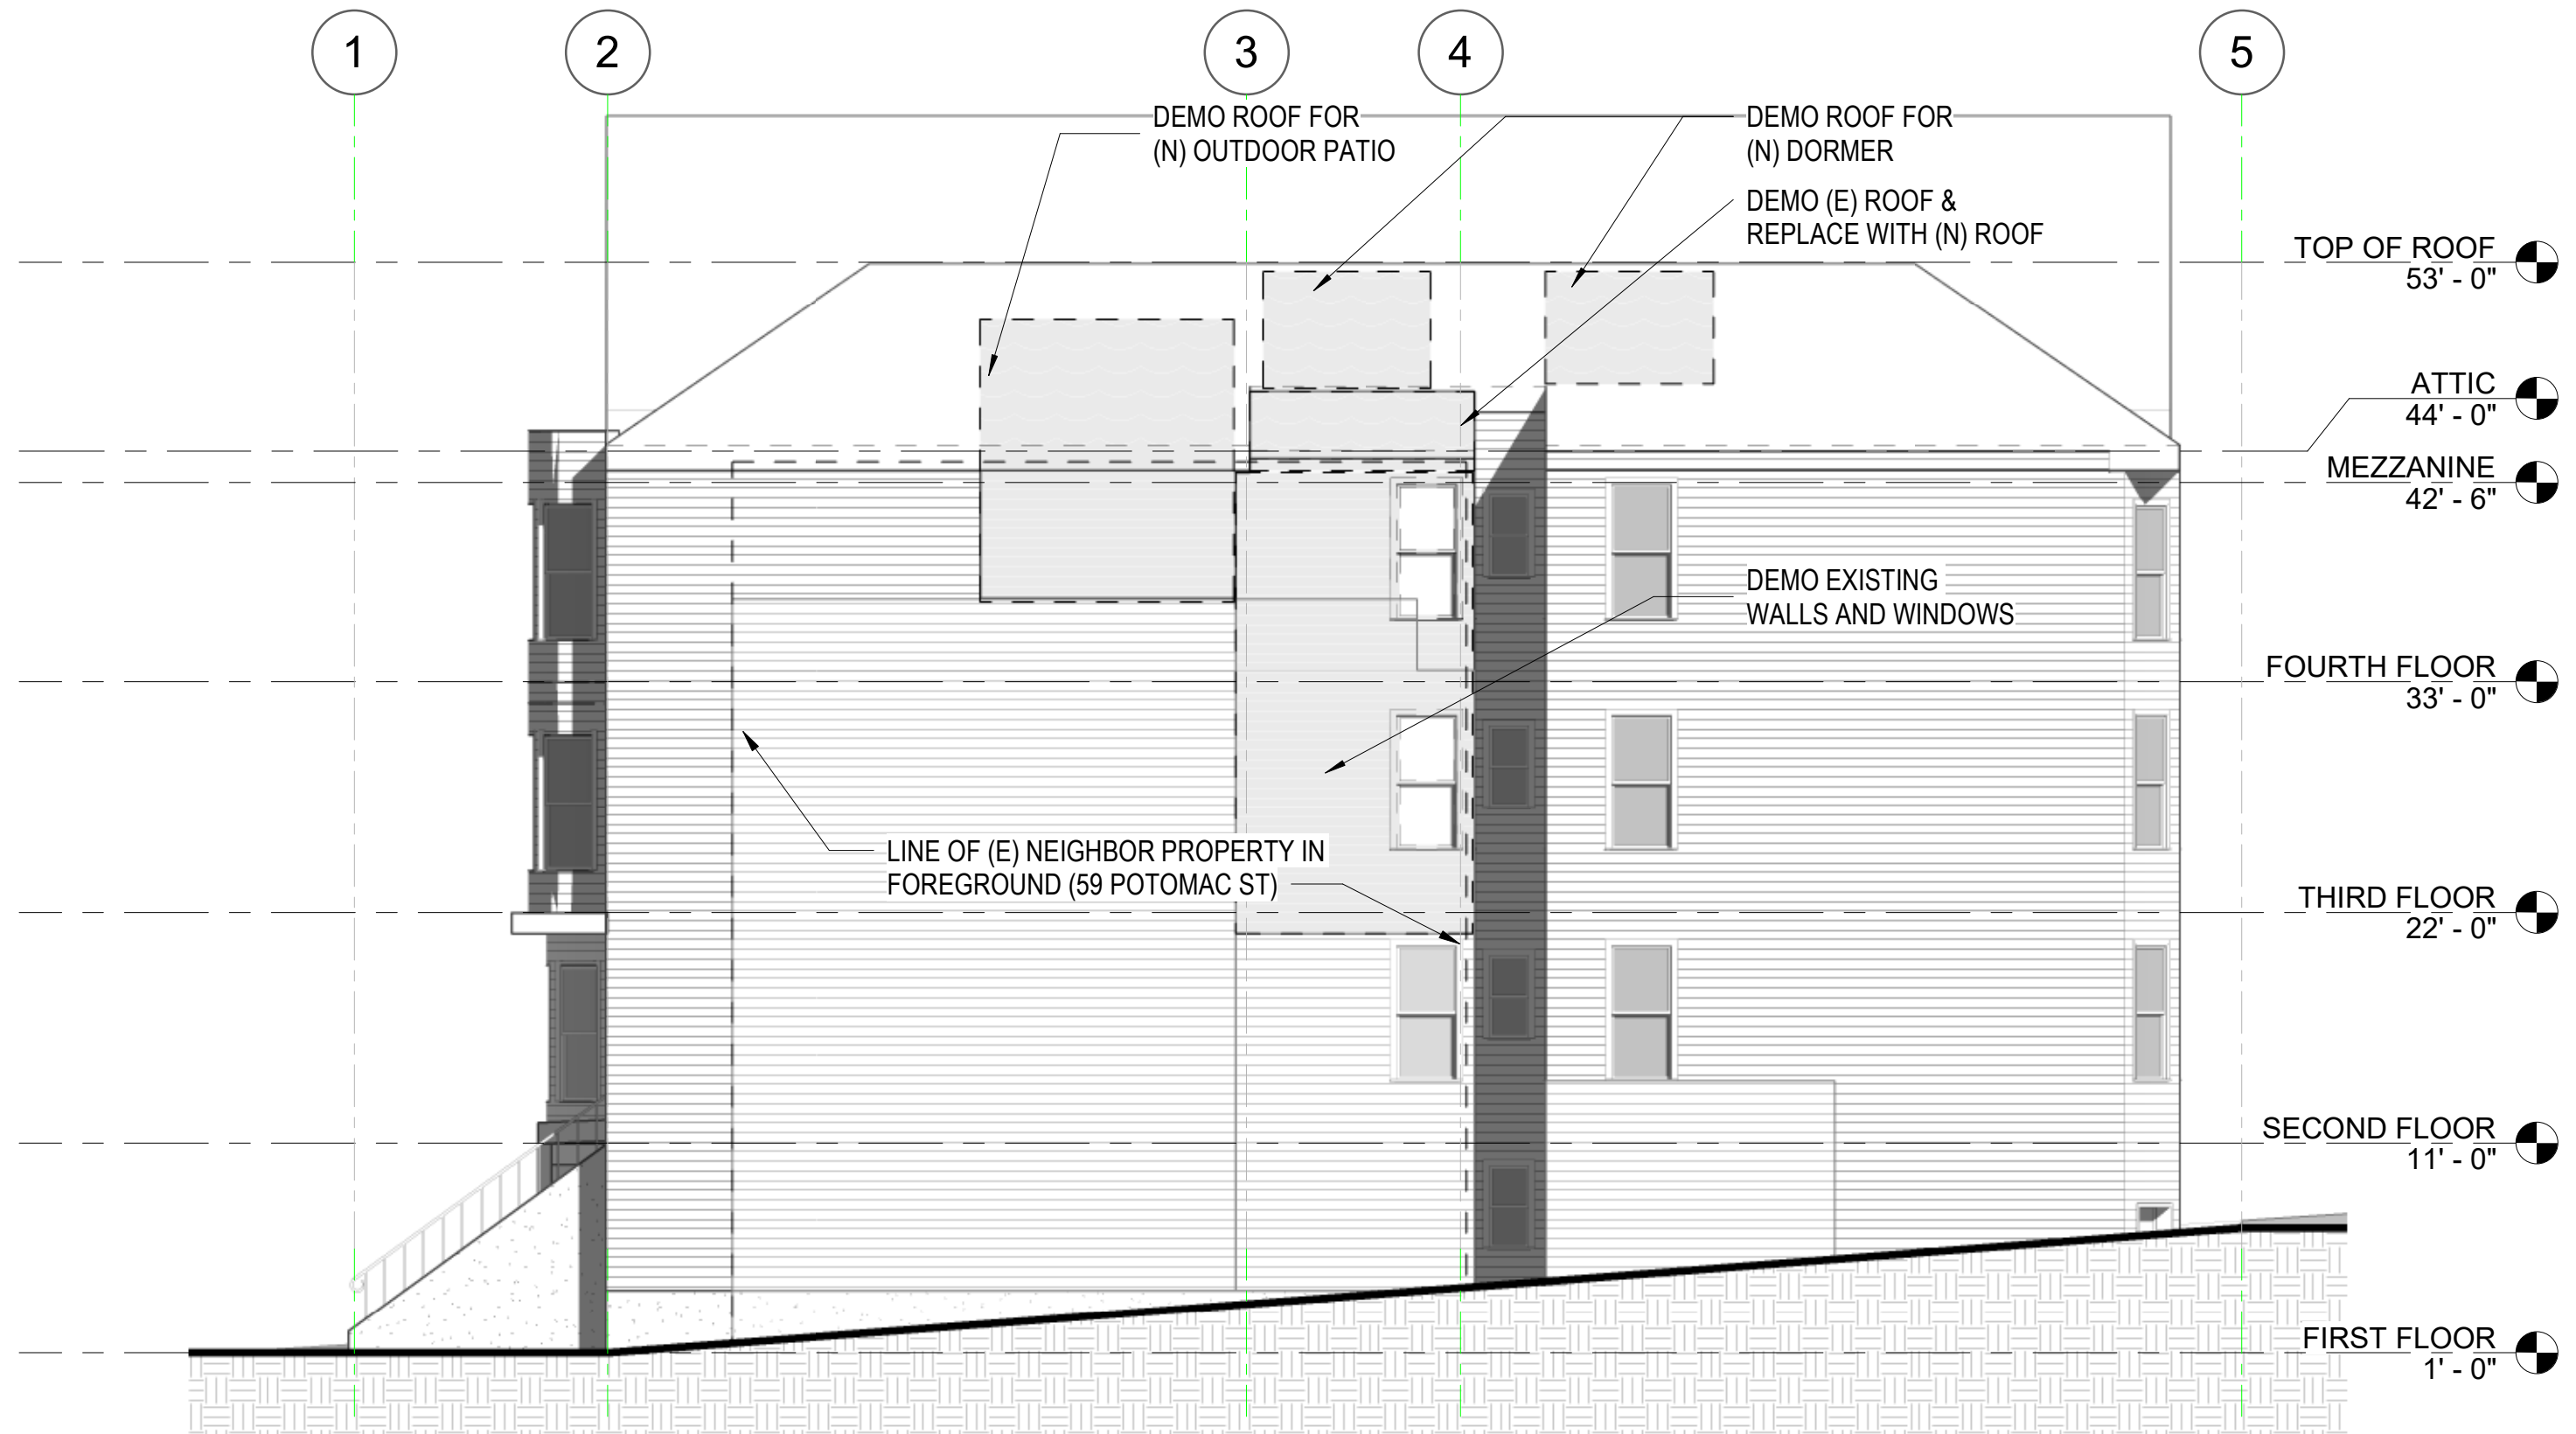 1
2
3
4
5
DEMO ROOF FOR
(N) OUTDOOR PATIO
DEMO ROOF FOR
(N) DORMER
DEMO (E) ROOF &
REPLACE WITH (N) ROOF
TOP OF ROOF
53' - 0"
ATTIC
44' - 0"
MEZZANINE
42' - 6"
DEMO EXISTING
WALLS AND WINDOWS
FOURTH FLOOR
33' - 0"
LINE OF (E) NEIGHBOR PROPERTY IN
FOREGROUND (59 POTOMAC ST)
THIRD FLOOR
22' - 0"
SECOND FLOOR
11' - 0"
FIRST FLOOR
1' - 0"